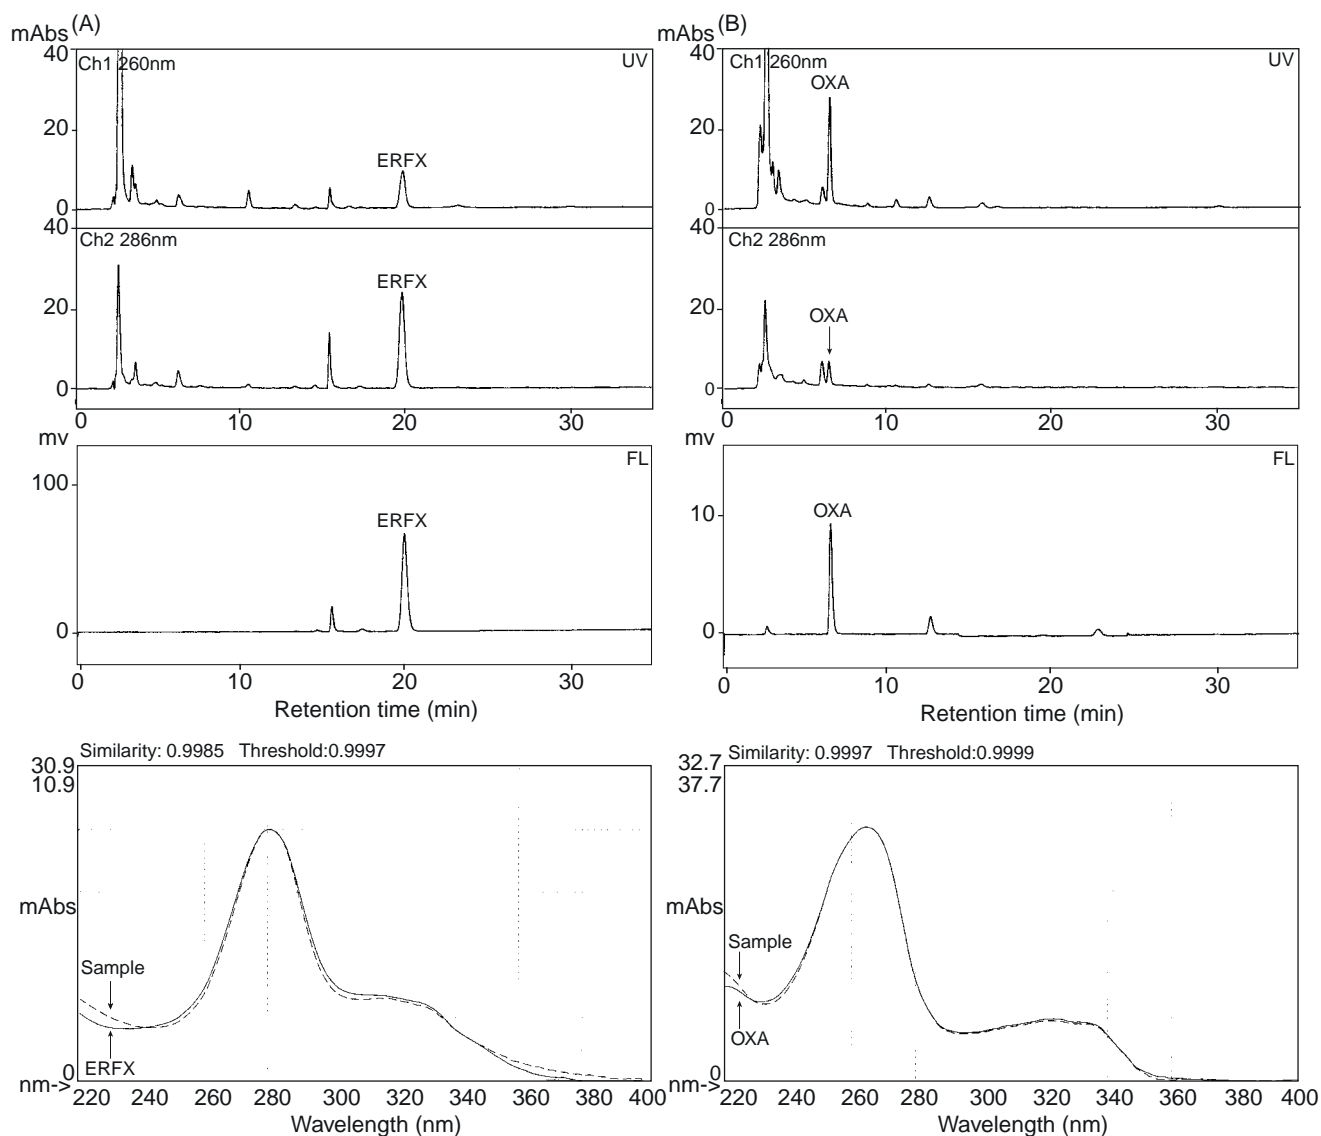 (A)
mAbs
40
Ch1 260nm
UV
20
ERFX
0
40
Ch2 286nm
ERFX
20
0
0 10 20 30
mv
FL
100
ERFX
0
0 10 20 30
Retention time (min)
Similarity: 0.9985 Threshold:0.9997
30.9
10.9
mAbs
Sample
ERFX
0
nm->
220 240 260 280 300 320 340 360 380 400
Wavelength (nm)
(B)
mAbs
40
Ch1 260nm
UV
OXA
20
0
40
Ch2 286nm
20
OXA
0
0 10 20 30
mv
FL
10
OXA
0
0 10 20 30
Retention time (min)
Similarity: 0.9997 Threshold:0.9999
32.7
37.7
mAbs
Sample
OXA
0
nm->
220 240 260 280 300 320 340 360 380 400
Wavelength (nm)